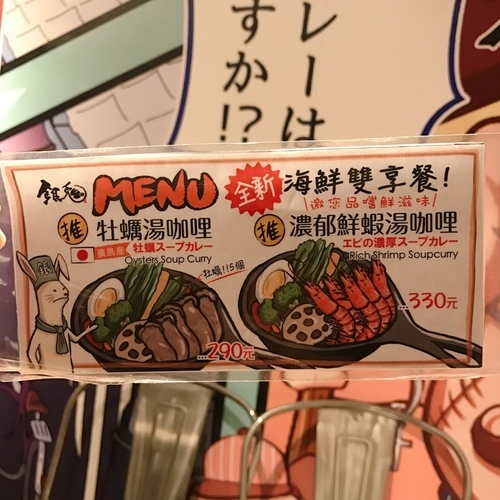 レーは
すか!?
MENU
全新
海鮮雙享餐!
邀您品嚐鮮滋味
推
牡蠣湯咖哩
廣島産
牡蠣スープカレー
Oysters Soup Curry
牡蠣115個
...290元
推
濃郁鮮蝦湯咖哩
エビの濃厚スープカレー
Rich Shrimp Soupcurry
...330元